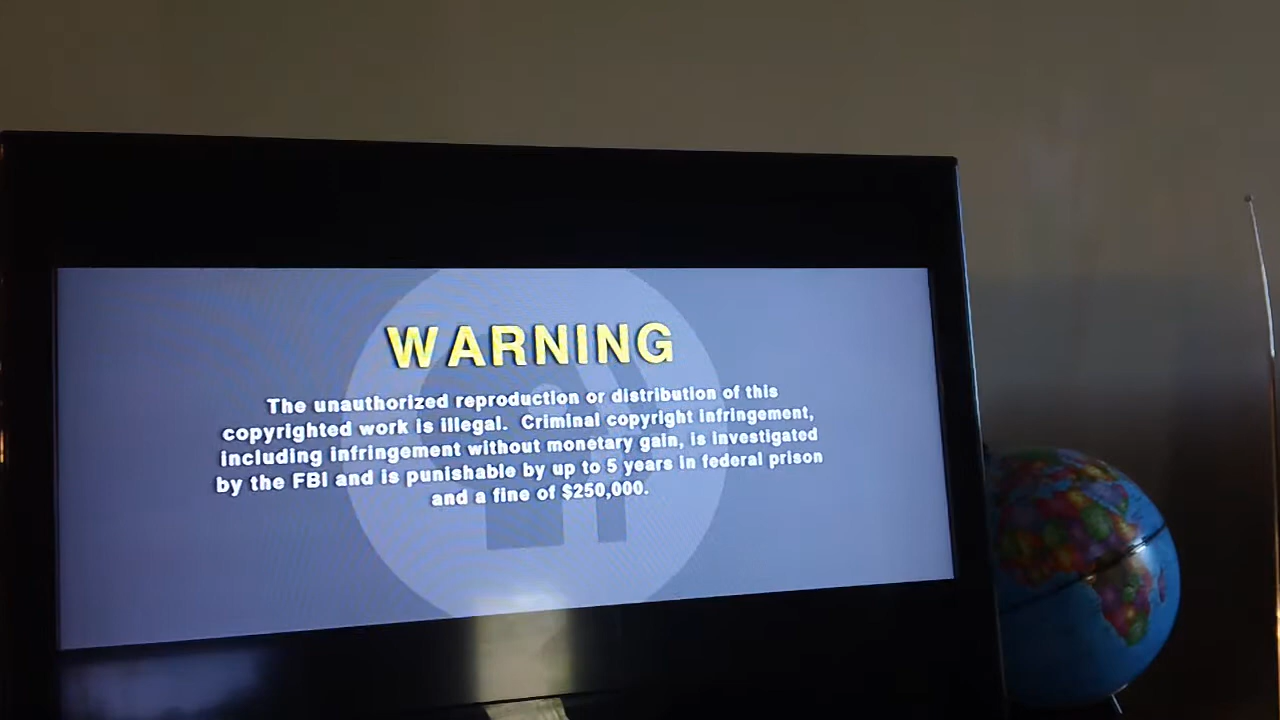 WARNING
The unauthorized reproduction or distribution of this
copyrighted work is illegal. Criminal copyright infringement,
including infringement without monetary gain, is investigated
by the FBI and is punishable by up to 5 years in federal prison
and a fine of $250,000.